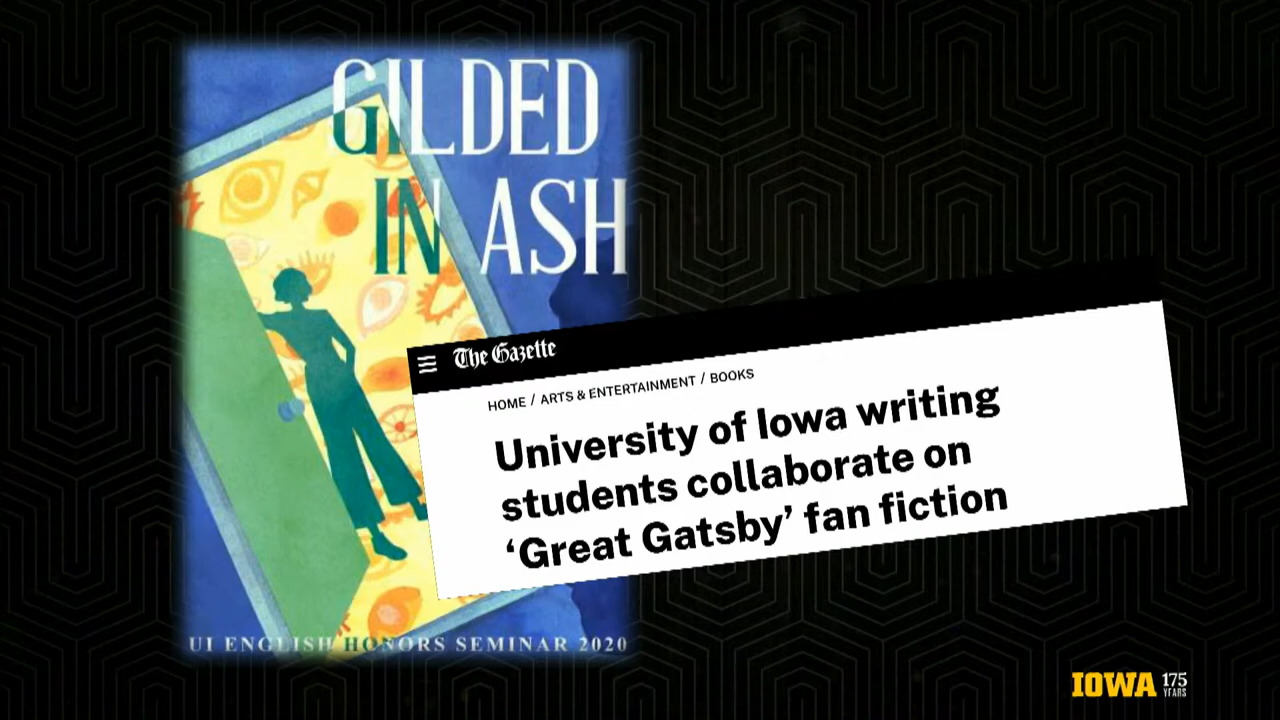 GILDED
IN ASH
UI ENGLISH HONORS SEMINAR 2020
The Gazette
HOME / ARTS & ENTERTAINMENT / BOOKS
University of Iowa writing
students collaborate on
‘Great Gatsby’ fan fiction
IOWA 175
YEARS